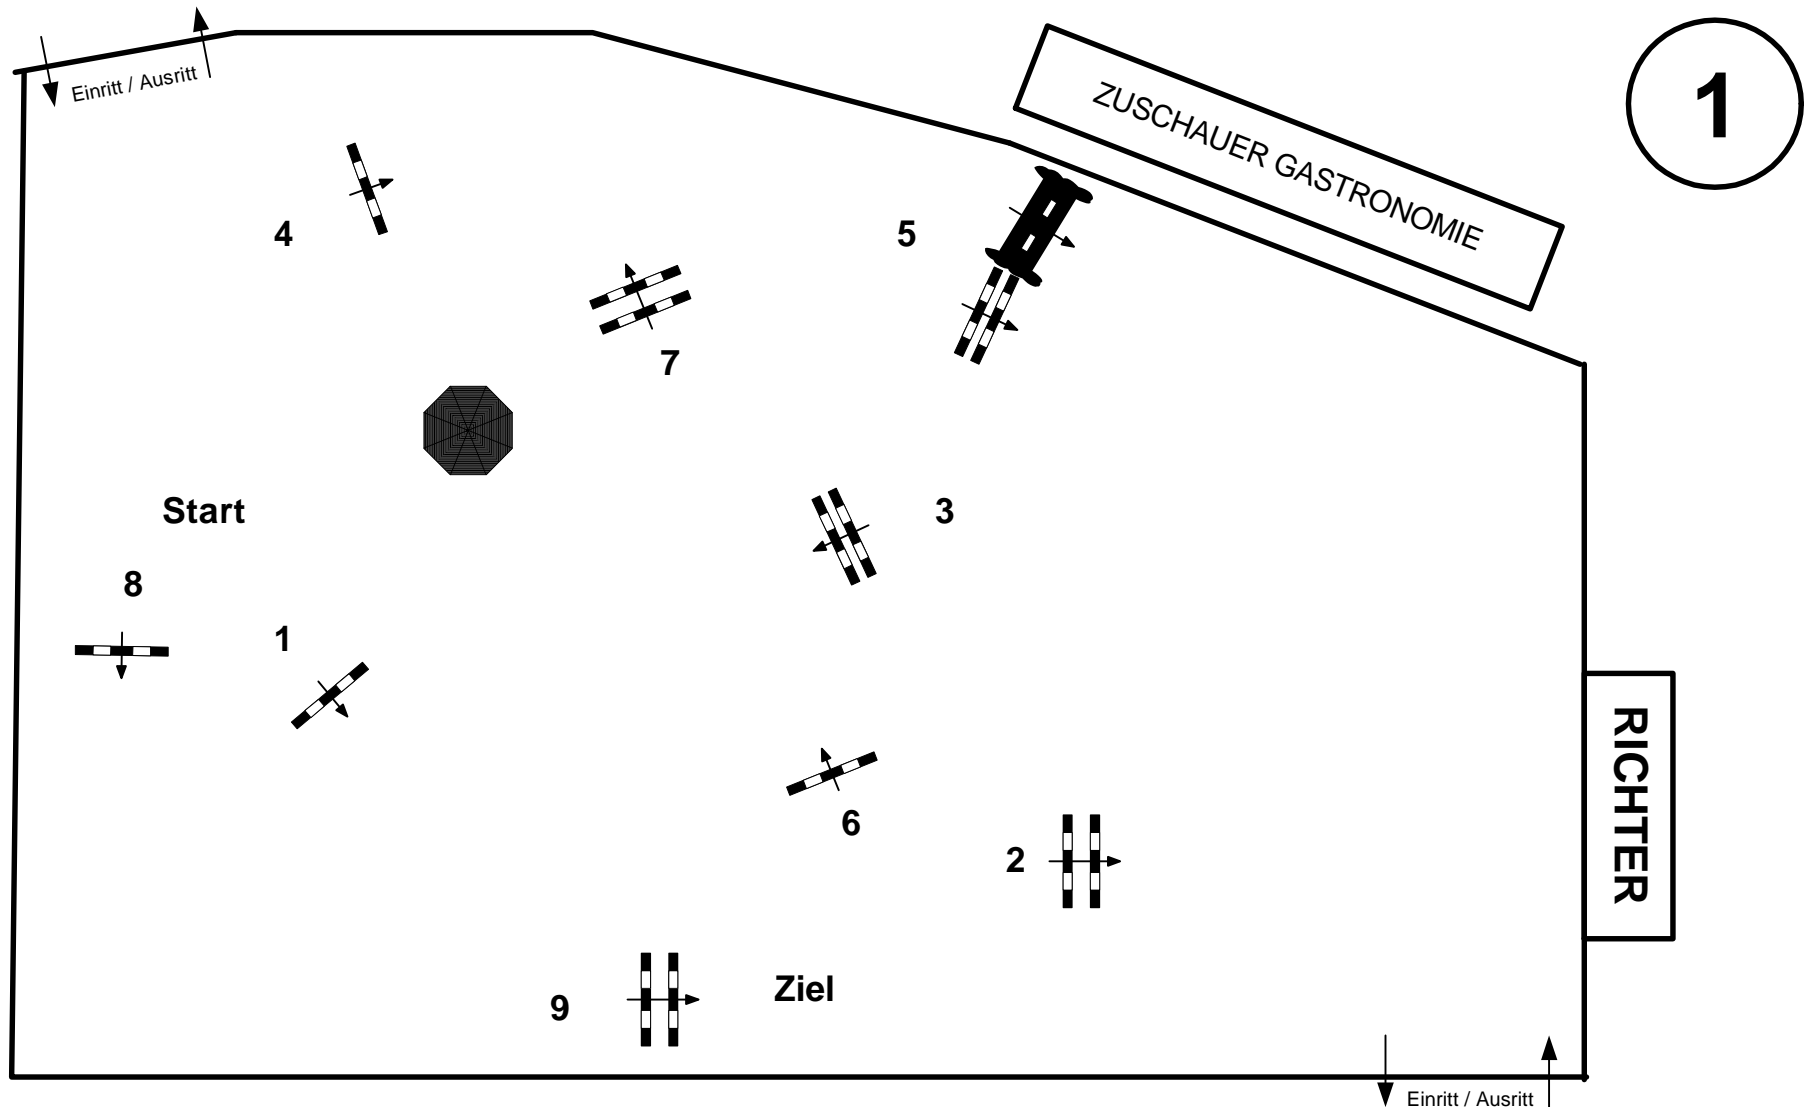 1
Einritt / Ausritt
ZUSCHAUER GASTRONOMIE
4
5
7
Start
3
8
1
6
2
RICHTER
9
Ziel
Einritt / Ausritt